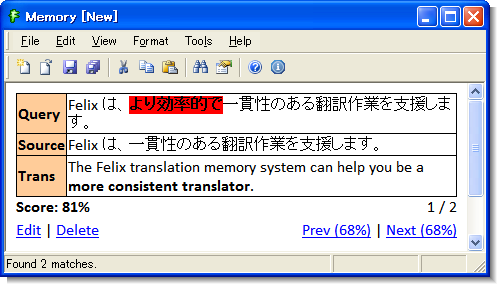 Memory [New]
File Edit View Format Tools Help
Query Felix は、より効率的で一貫性のある翻訳作業を支援しま
す。
Source Felix は、一貫性のある翻訳作業を支援します。
Trans The Felix translation memory system can help you be a
more consistent translator.
Score: 81% 1 / 2
Edit | Delete Prev (68%) | Next (68%)
Found 2 matches.